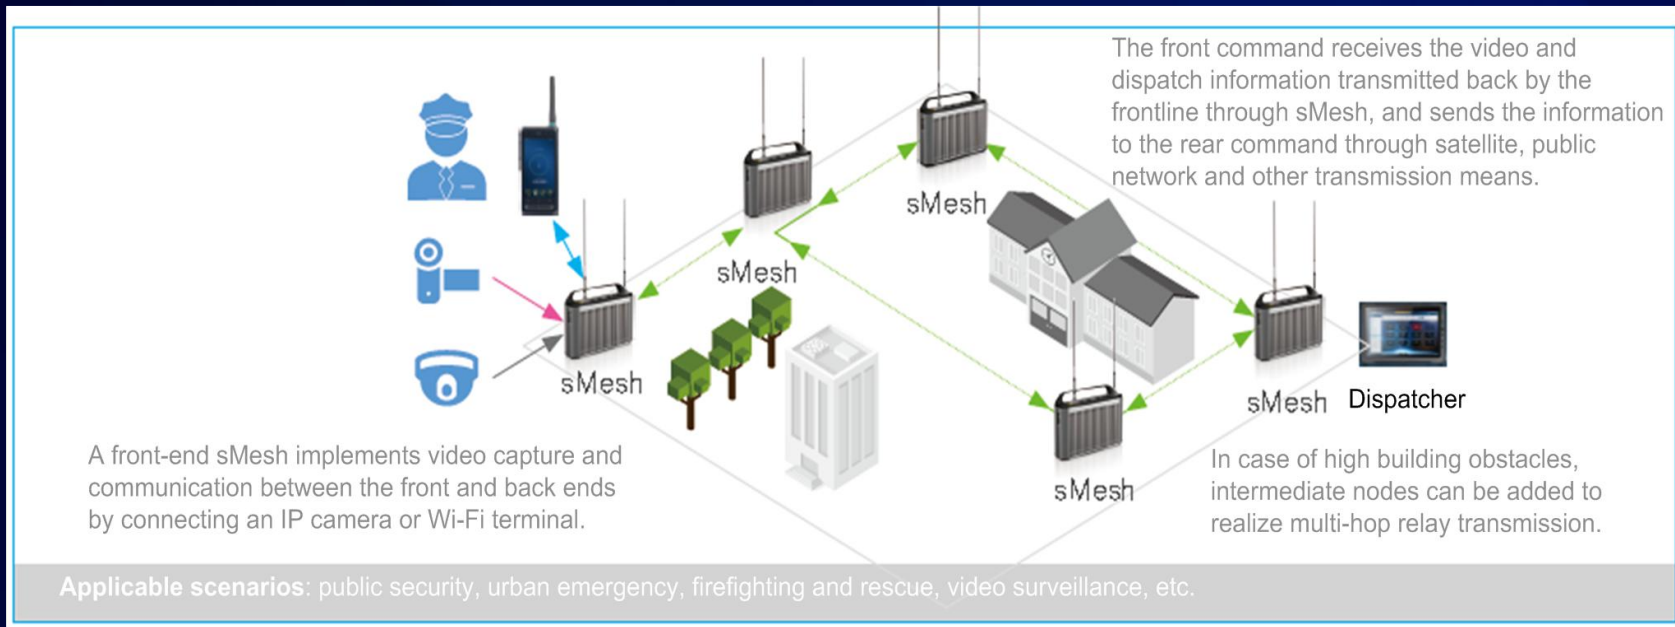 The front command receives the video and
dispatch information transmitted back by the
frontline through sMesh, and sends the information
to the rear command through satellite, public
network and other transmission means.
sMesh
sMesh
sMesh
sMesh
Dispatcher
sMesh
A front-end sMesh implements video capture and
communication between the front and back ends
by connecting an IP camera or Wi-Fi terminal.
In case of high building obstacles,
intermediate nodes can be added to
realize multi-hop relay transmission.
Applicable scenarios: public security, urban emergency, firefighting and rescue, video surveillance, etc.